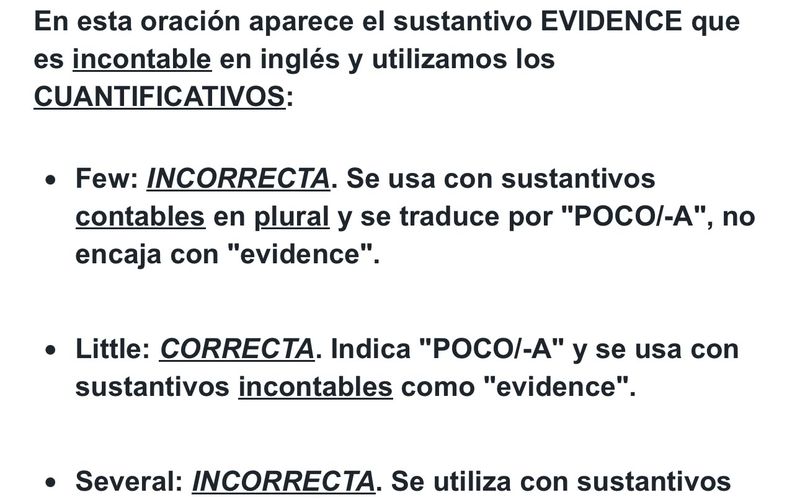 En esta oración aparece el sustantivo EVIDENCE que
es incontable en inglés y utilizamos los
CUANTIFICATIVOS:
• Few: INCORRECTA. Se usa con sustantivos
contables en plural y se traduce por "POCO/-A", no
encaja con "evidence".
• Little: CORRECTA. Indica "POCO/-A" y se usa con
sustantivos incontables como "evidence".
• Several: INCORRECTA. Se utiliza con sustantivos